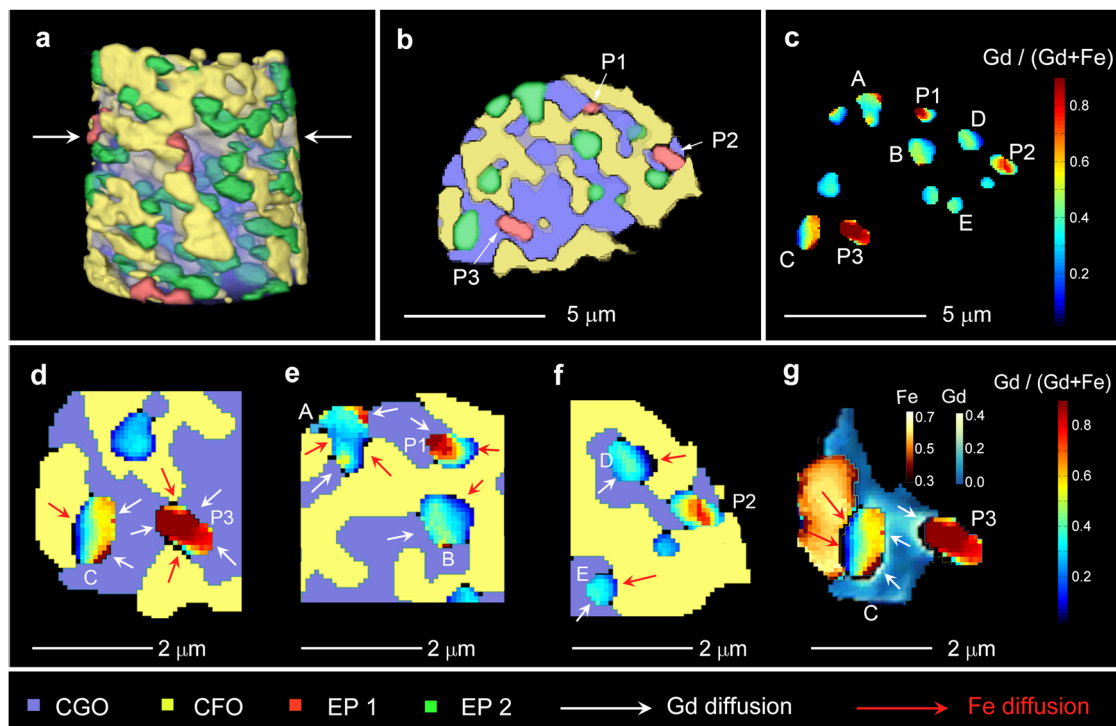 a
b
P1
P2
P3
5 μm
c
Gd / (Gd+Fe)
A
P1
D
B
P2
E
C
P3
0.8
0.6
0.4
0.2
5 μm
d
P3
C
2 μm
e
A
P1
B
2 μm
f
D
P2
E
2 μm
g
Fe Gd
0.7 0.4
0.5 0.2
0.3 0.0
P3
C
2 μm
Gd / (Gd+Fe)
0.8
0.6
0.4
0.2
CGO CFO EP 1 EP 2 Gd diffusion Fe diffusion